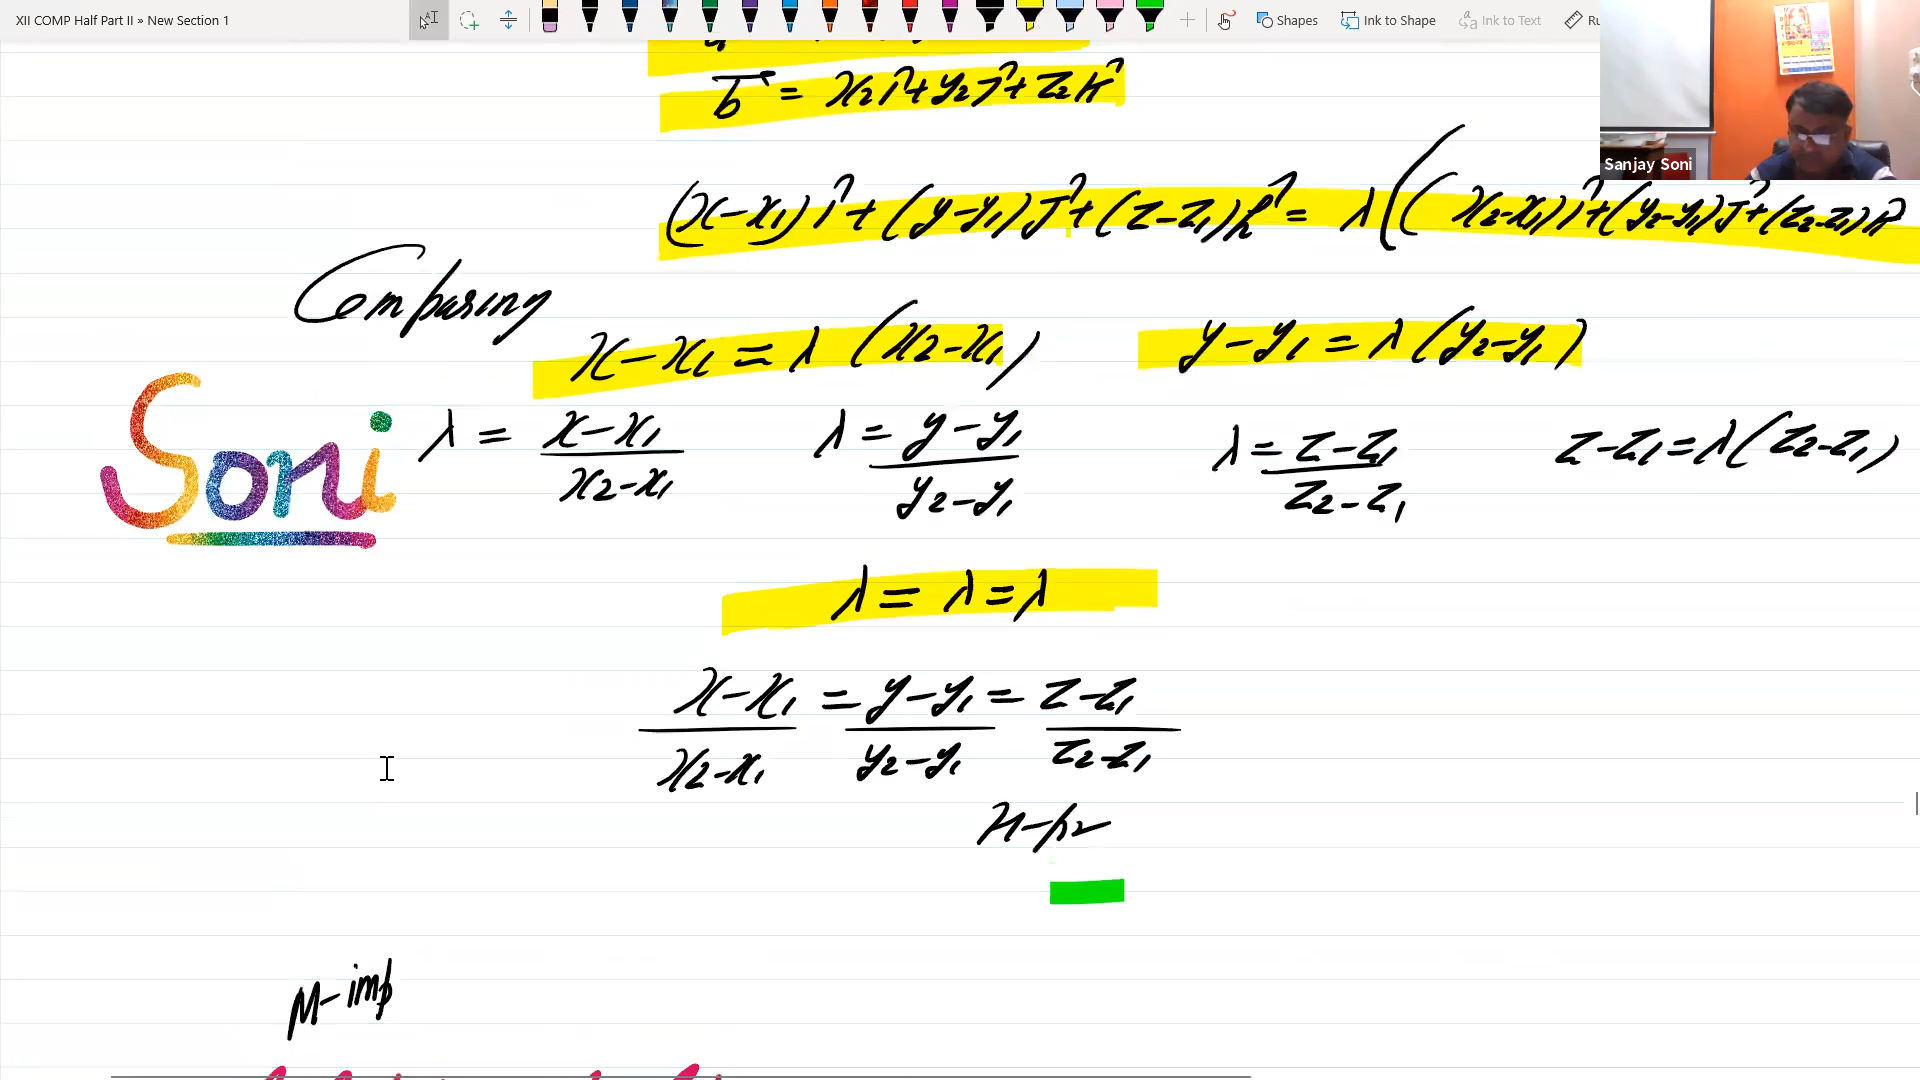 XII COMP Half Part II » New Section 1
Shapes
Ink to Shape
Ink to Text
Ru
b⃗ = x₂î + y₂ĵ + z₂k̂
Sanjay Soni
(x-x₁)î + (y-y₁)ĵ + (z-z₁)k̂ = λ((x₂-x₁)î + (y₂-y₁)ĵ + (z₂-z₁)k̂
Comparing
x-x₁ = λ(x₂-x₁) y-y₁ = λ(y₂-y₁)
Soni
λ = x-x₁ / x₂-x₁ λ = y-y₁ / y₂-y₁ λ = z-z₁ / z₂-z₁ z-z₁ = λ(z₂-z₁)
λ = λ = λ
x-x₁ / x₂-x₁ = y-y₁ / y₂-y₁ = z-z₁ / z₂-z₁
M-imp